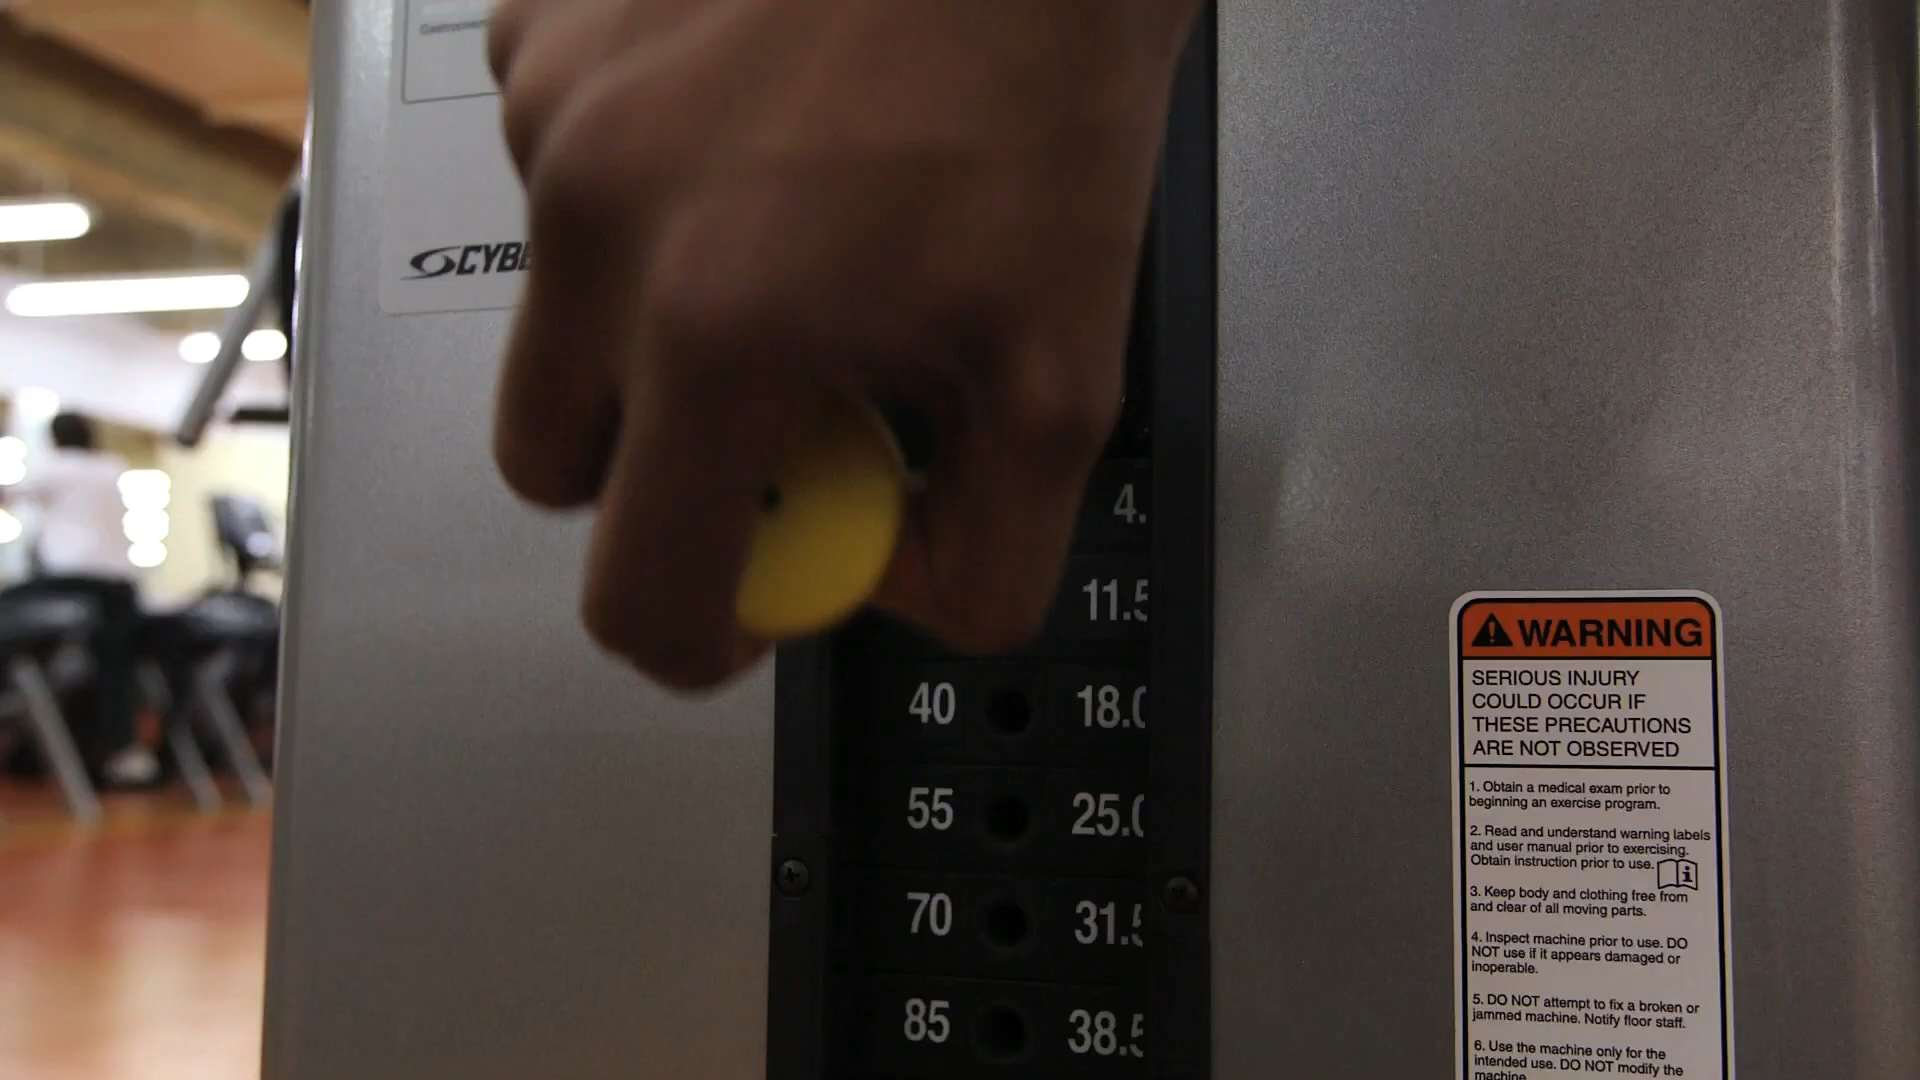 CYBE
4.
11.5
40 18.0
55 25.0
70 31.5
85 38.5
WARNING
SERIOUS INJURY
COULD OCCUR IF
THESE PRECAUTIONS
ARE NOT OBSERVED
1. Obtain a medical exam prior to
beginning an exercise program.
2. Read and understand warning labels
and user manual prior to exercising.
Obtain instruction prior to use.
3. Keep body and clothing free from
and clear of all moving parts.
4. Inspect machine prior to use. DO
NOT use if it appears damaged or
inoperable.
5. DO NOT attempt to fix a broken or
jammed machine. Notify floor staff.
6. Use the machine only for the
intended use. DO NOT modify the
machine